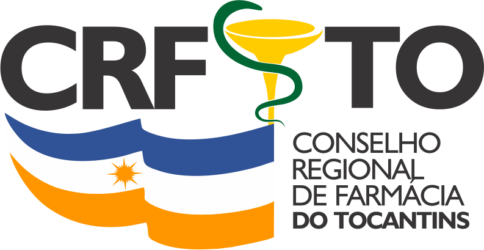 CRF TO
CONSELHO
REGIONAL
DE FARMÁCIA
DO TOCANTINS